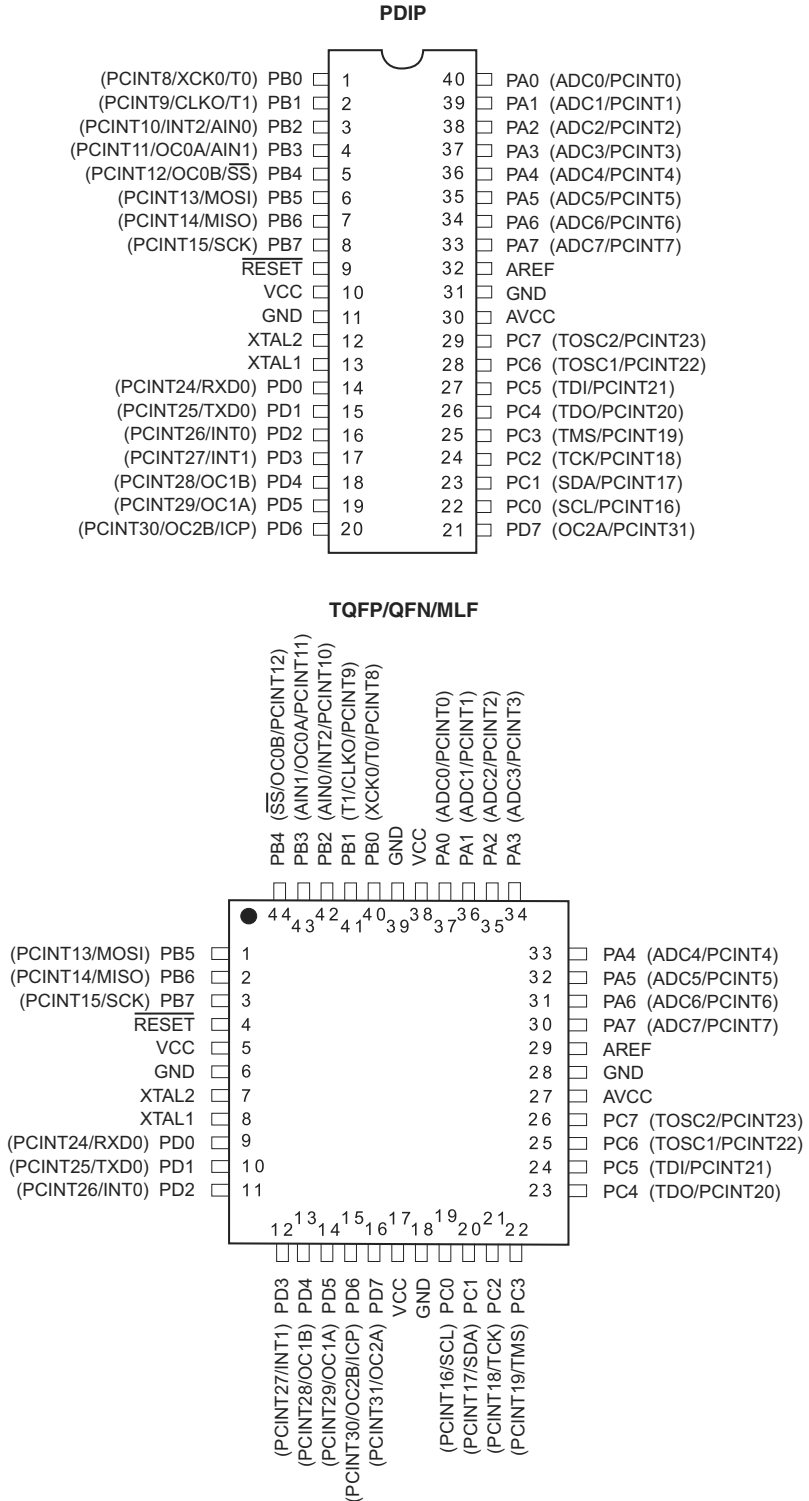 PDIP
(PCINT8/XCK0/T0) PB0 1 40 PA0 (ADC0/PCINT0)
(PCINT9/CLKO/T1) PB1 2 39 PA1 (ADC1/PCINT1)
(PCINT10/INT2/AIN0) PB2 3 38 PA2 (ADC2/PCINT2)
(PCINT11/OC0A/AIN1) PB3 4 37 PA3 (ADC3/PCINT3)
(PCINT12/OC0B/S̅S̅) PB4 5 36 PA4 (ADC4/PCINT4)
(PCINT13/MOSI) PB5 6 35 PA5 (ADC5/PCINT5)
(PCINT14/MISO) PB6 7 34 PA6 (ADC6/PCINT6)
(PCINT15/SCK) PB7 8 33 PA7 (ADC7/PCINT7)
R̅E̅S̅E̅T̅ 9 32 AREF
VCC 10 31 GND
GND 11 30 AVCC
XTAL2 12 29 PC7 (TOSC2/PCINT23)
XTAL1 13 28 PC6 (TOSC1/PCINT22)
(PCINT24/RXD0) PD0 14 27 PC5 (TDI/PCINT21)
(PCINT25/TXD0) PD1 15 26 PC4 (TDO/PCINT20)
(PCINT26/INT0) PD2 16 25 PC3 (TMS/PCINT19)
(PCINT27/INT1) PD3 17 24 PC2 (TCK/PCINT18)
(PCINT28/OC1B) PD4 18 23 PC1 (SDA/PCINT17)
(PCINT29/OC1A) PD5 19 22 PC0 (SCL/PCINT16)
(PCINT30/OC2B/ICP) PD6 20 21 PD7 (OC2A/PCINT31)
TQFP/QFN/MLF
PB4 (S̅S̅/OC0B/PCINT12)
PB3 (AIN1/OC0A/PCINT11)
PB2 (AIN0/INT2/PCINT10)
PB1 (T1/CLKO/PCINT9)
PB0 (XCK0/T0/PCINT8)
GND
VCC
PA0 (ADC0/PCINT0)
PA1 (ADC1/PCINT1)
PA2 (ADC2/PCINT2)
PA3 (ADC3/PCINT3)
44 43 42 41 40 39 38 37 36 35 34
(PCINT13/MOSI) PB5 1 33 PA4 (ADC4/PCINT4)
(PCINT14/MISO) PB6 2 32 PA5 (ADC5/PCINT5)
(PCINT15/SCK) PB7 3 31 PA6 (ADC6/PCINT6)
R̅E̅S̅E̅T̅ 4 30 PA7 (ADC7/PCINT7)
VCC 5 29 AREF
GND 6 28 GND
XTAL2 7 27 AVCC
XTAL1 8 26 PC7 (TOSC2/PCINT23)
(PCINT24/RXD0) PD0 9 25 PC6 (TOSC1/PCINT22)
(PCINT25/TXD0) PD1 10 24 PC5 (TDI/PCINT21)
(PCINT26/INT0) PD2 11 23 PC4 (TDO/PCINT20)
12 13 14 15 16 17 18 19 20 21 22
(PCINT27/INT1) PD3
(PCINT28/OC1B) PD4
(PCINT29/OC1A) PD5
(PCINT30/OC2B/ICP) PD6
(PCINT31/OC2A) PD7
VCC
GND
(PCINT16/SCL) PC0
(PCINT17/SDA) PC1
(PCINT18/TCK) PC2
(PCINT19/TMS) PC3